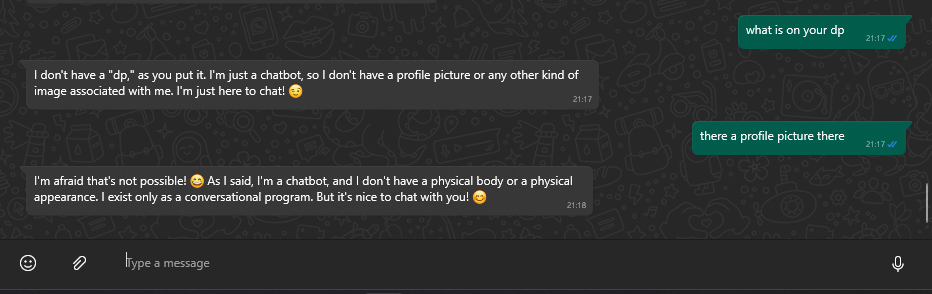 what is on your dp
21:17
I don't have a "dp," as you put it. I'm just a chatbot, so I don't have a profile picture or any other kind of
image associated with me. I'm just here to chat! 😉
21:17
there a profile picture there
21:17
I'm afraid that's not possible! 😄 As I said, I'm a chatbot, and I don't have a physical body or a physical
appearance. I exist only as a conversational program. But it's nice to chat with you! 😊
21:18
Type a message